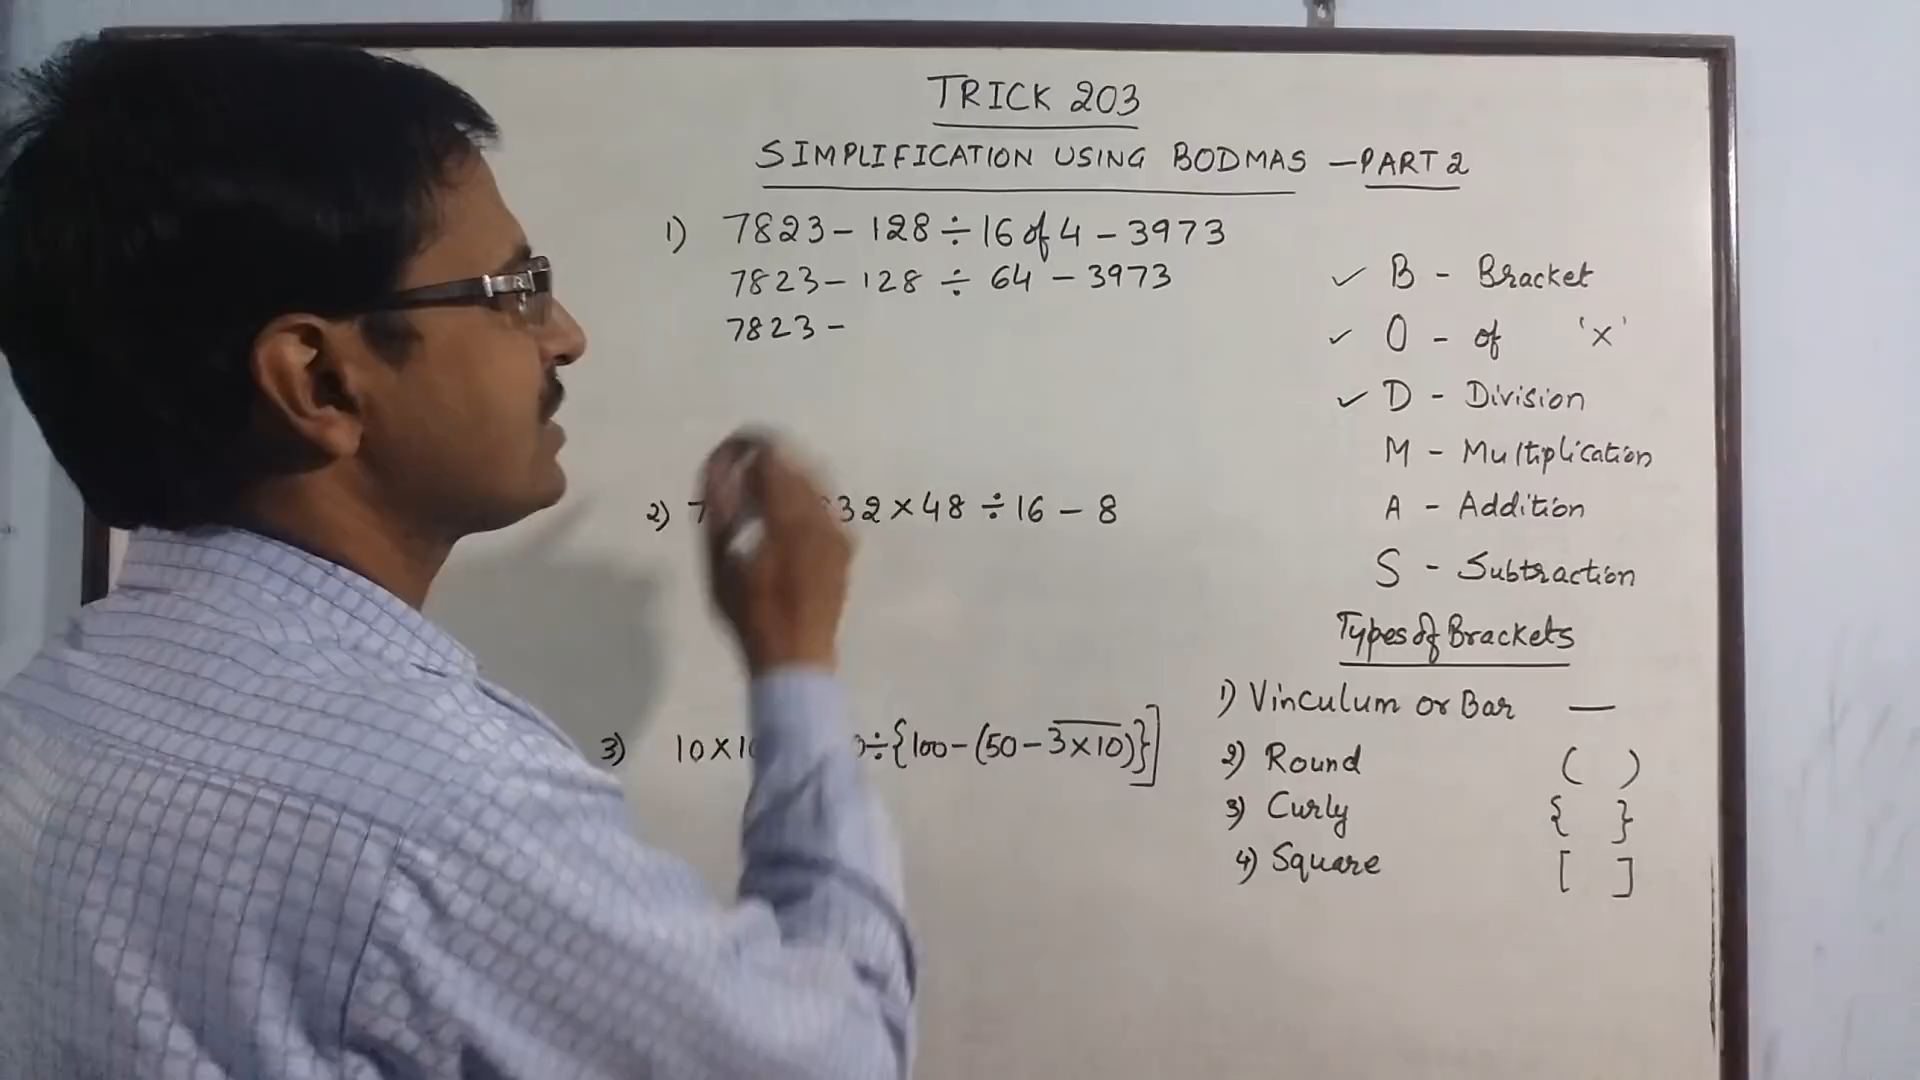 TRICK 203
SIMPLIFICATION USING BODMAS - PART 2
1) 7823 - 128 ÷ 16 of 4 - 3973
7823 - 128 ÷ 64 - 3973
7823 -
2) 32 × 48 ÷ 16 - 8
3) 10 × ÷ {100 - (50 - 3 × 10)}]
✓ B - Bracket
✓ O - of 'x'
✓ D - Division
M - Multiplication
A - Addition
S - Subtraction
Types of Brackets
1) Vinculum or Bar —
2) Round ( )
3) Curly { }
4) Square [ ]